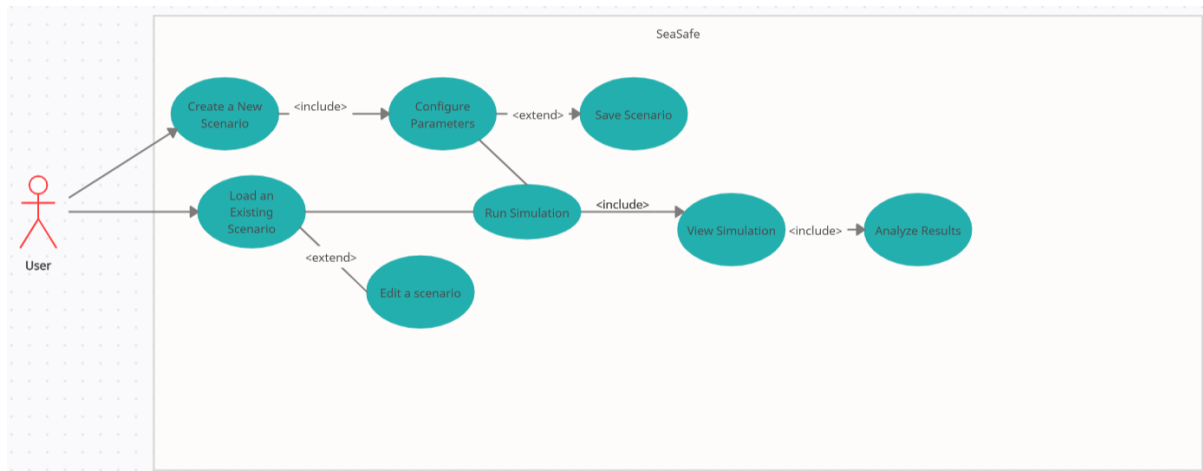 SeaSafe
Create a New
Scenario
<include>
Configure
Parameters
<extend>
Save Scenario
Load an
Existing
Scenario
Run Simulation
<include>
View Simulation
<include>
Analyze Results
<extend>
Edit a scenario
User